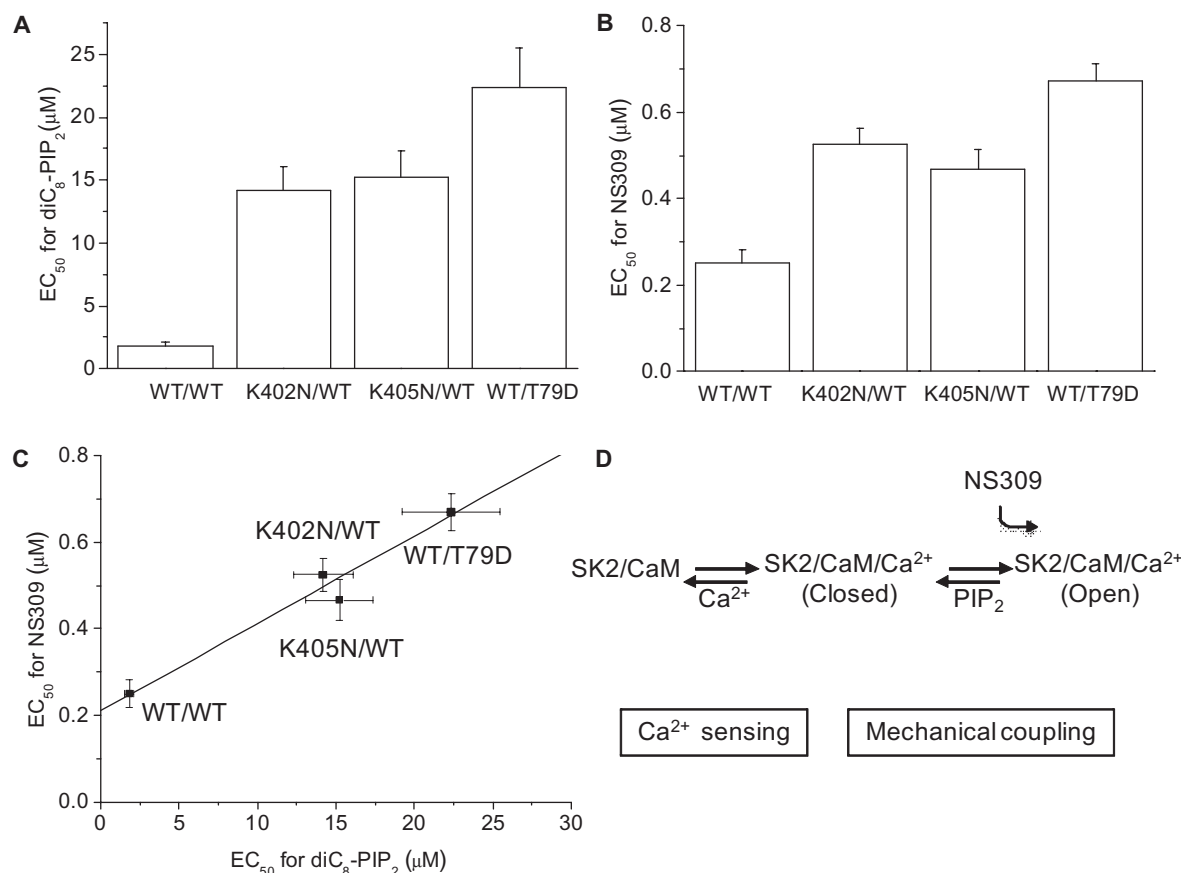 A
EC50 for diC8-PIP2 (μM)
25
20
15
10
5
0
WT/WT K402N/WT K405N/WT WT/T79D
B
EC50 for NS309 (μM)
0.8
0.6
0.4
0.2
0.0
WT/WT K402N/WT K405N/WT WT/T79D
C
EC50 for NS309 (μM)
0.8
0.6
0.4
0.2
0.0
K402N/WT
WT/T79D
K405N/WT
WT/WT
0 5 10 15 20 25 30
EC50 for diC8-PIP2 (μM)
D
NS309
SK2/CaM SK2/CaM/Ca2+ SK2/CaM/Ca2+
Ca2+ (Closed) PIP2 (Open)
Ca2+ sensing Mechanical coupling